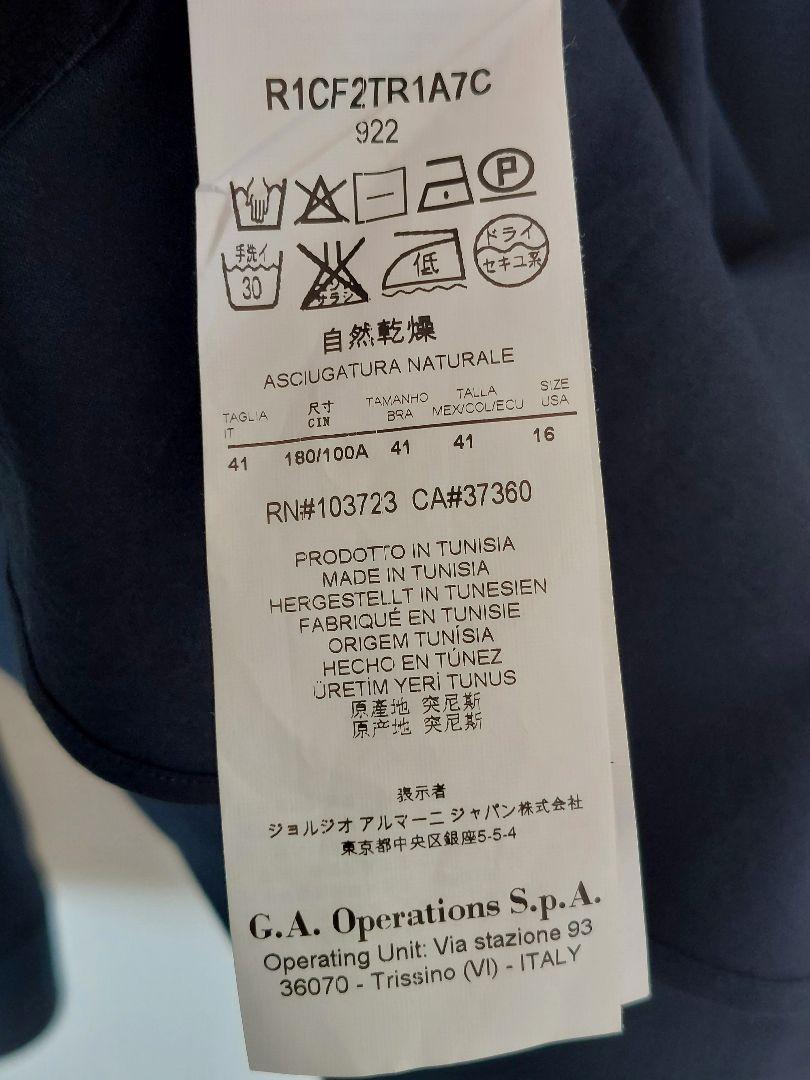 R1CF2TR1A7C
922
P
手洗イ
30
サラシ
低
ドライ
セキユ系
自然乾燥
ASCIUGATURA NATURALE
TAGLIA IT 尺寸 CIN TAMANHO BRA TALLA MEX/COL/ECU SIZE USA
41 180/100A 41 41 16
RN#103723 CA#37360
PRODOTTO IN TUNISIA
MADE IN TUNISIA
HERGESTELLT IN TUNESIEN
FABRIQUÉ EN TUNISIE
ORIGEM TUNÍSIA
HECHO EN TÚNEZ
ÜRETİM YERİ TUNUS
原產地 突尼斯
原产地 突尼斯
表示者
ジョルジオ アルマーニ ジャパン株式会社
東京都中央区銀座5-5-4
G.A. Operations S.p.A.
Operating Unit: Via stazione 93
36070 - Trissino (VI) - ITALY